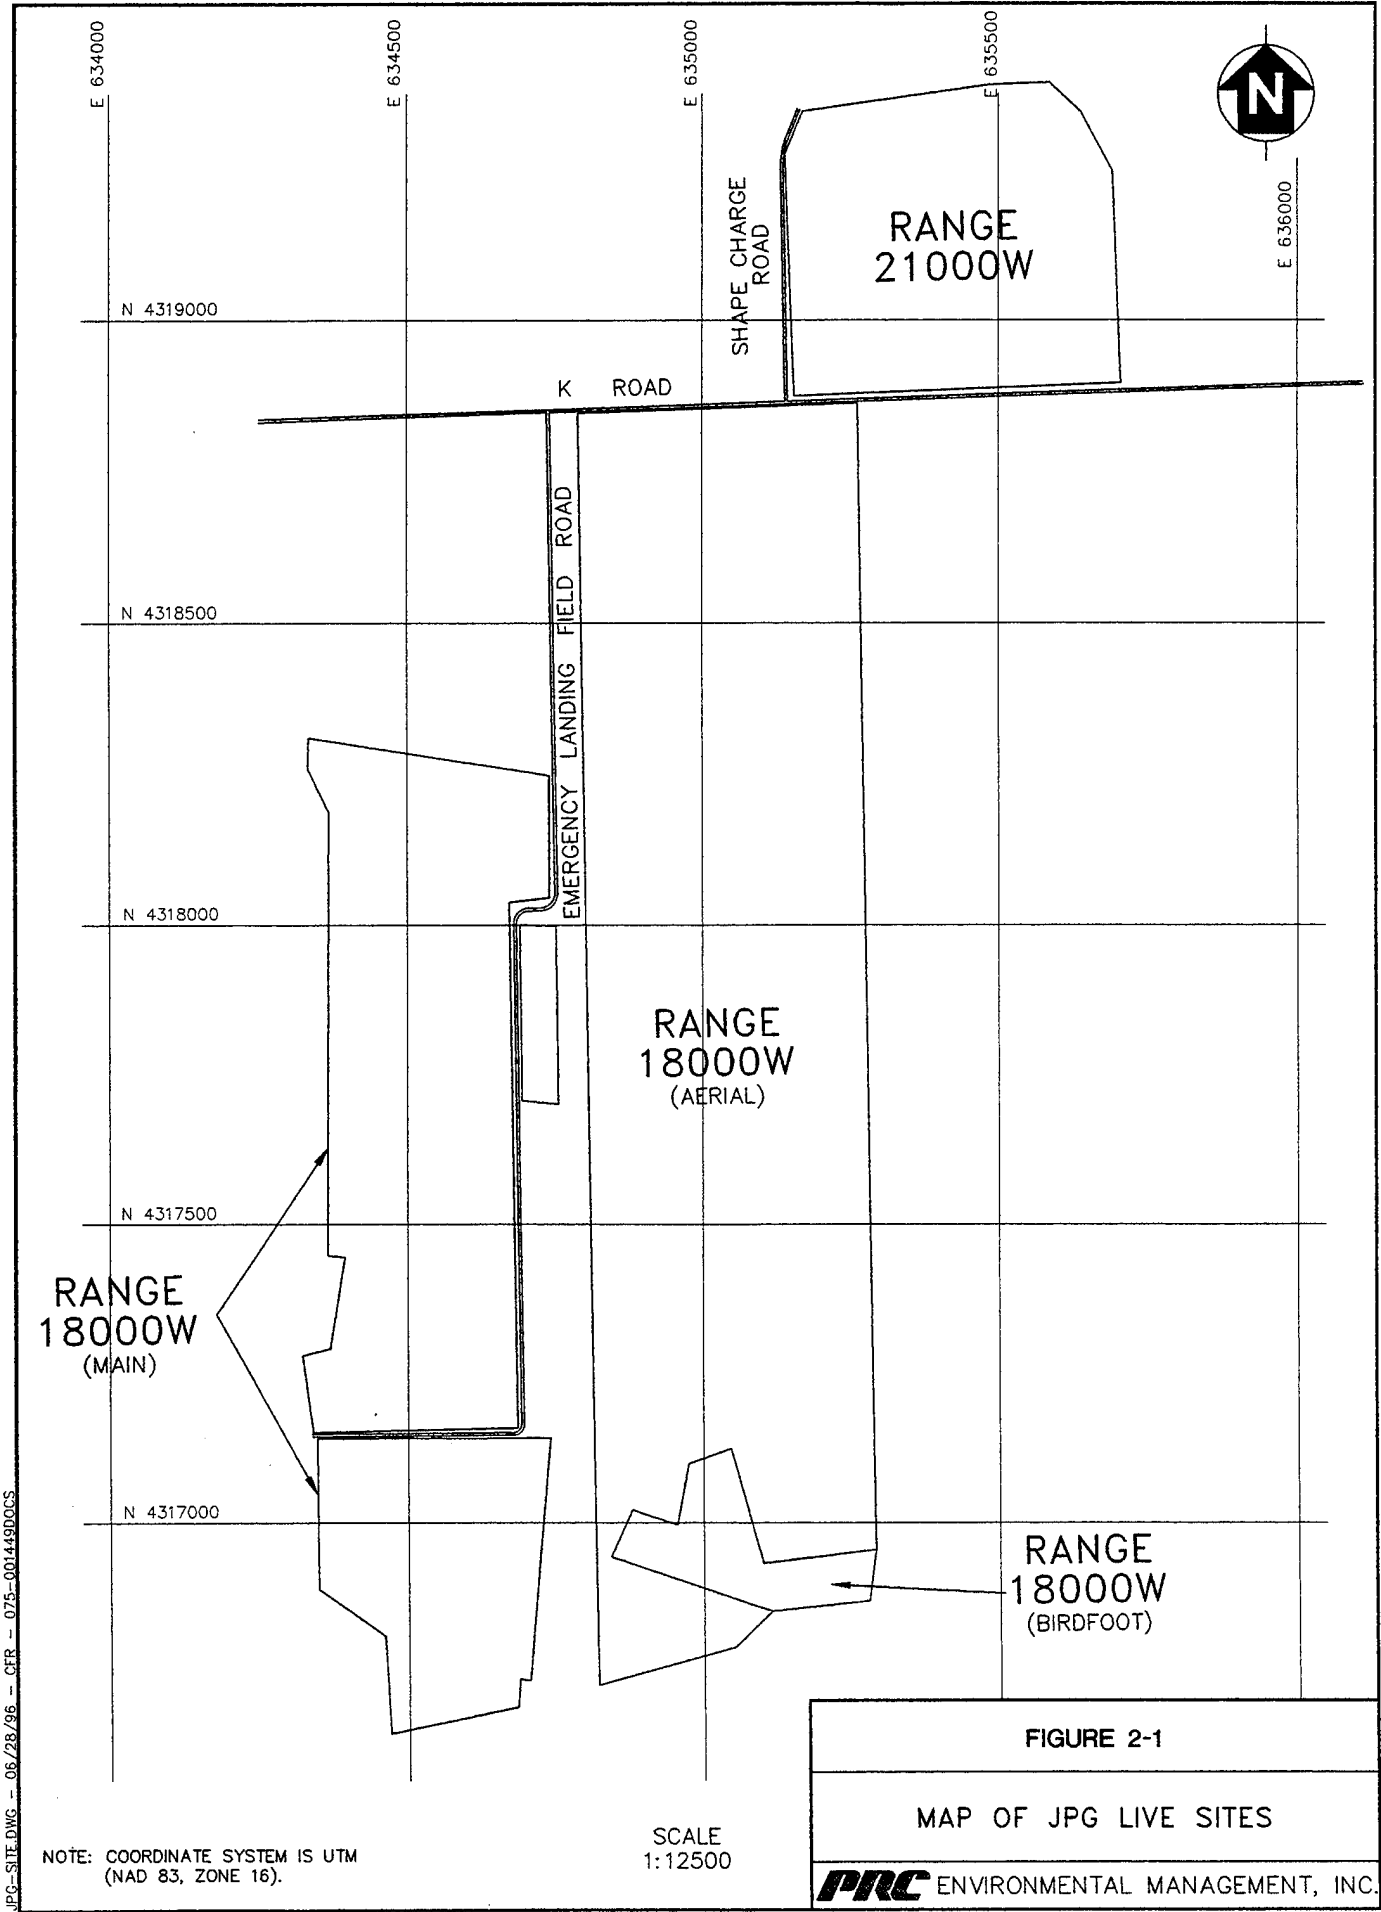 E 634000
E 634500
E 635000
E 635500
N
E 636000
SHAPE CHARGE
ROAD
RANGE
21000W
N 4319000
K ROAD
N 4318500
EMERGENCY LANDING FIELD ROAD
N 4318000
RANGE
18000W
(AERIAL)
N 4317500
RANGE
18000W
(MAIN)
N 4317000
RANGE
18000W
(BIRDFOOT)
JPG-SITE.DWG - 06/28/96 - CFR - 075-001449DOCS
FIGURE 2-1
MAP OF JPG LIVE SITES
SCALE
1:12500
NOTE: COORDINATE SYSTEM IS UTM
(NAD 83, ZONE 16).
PRC ENVIRONMENTAL MANAGEMENT, INC.